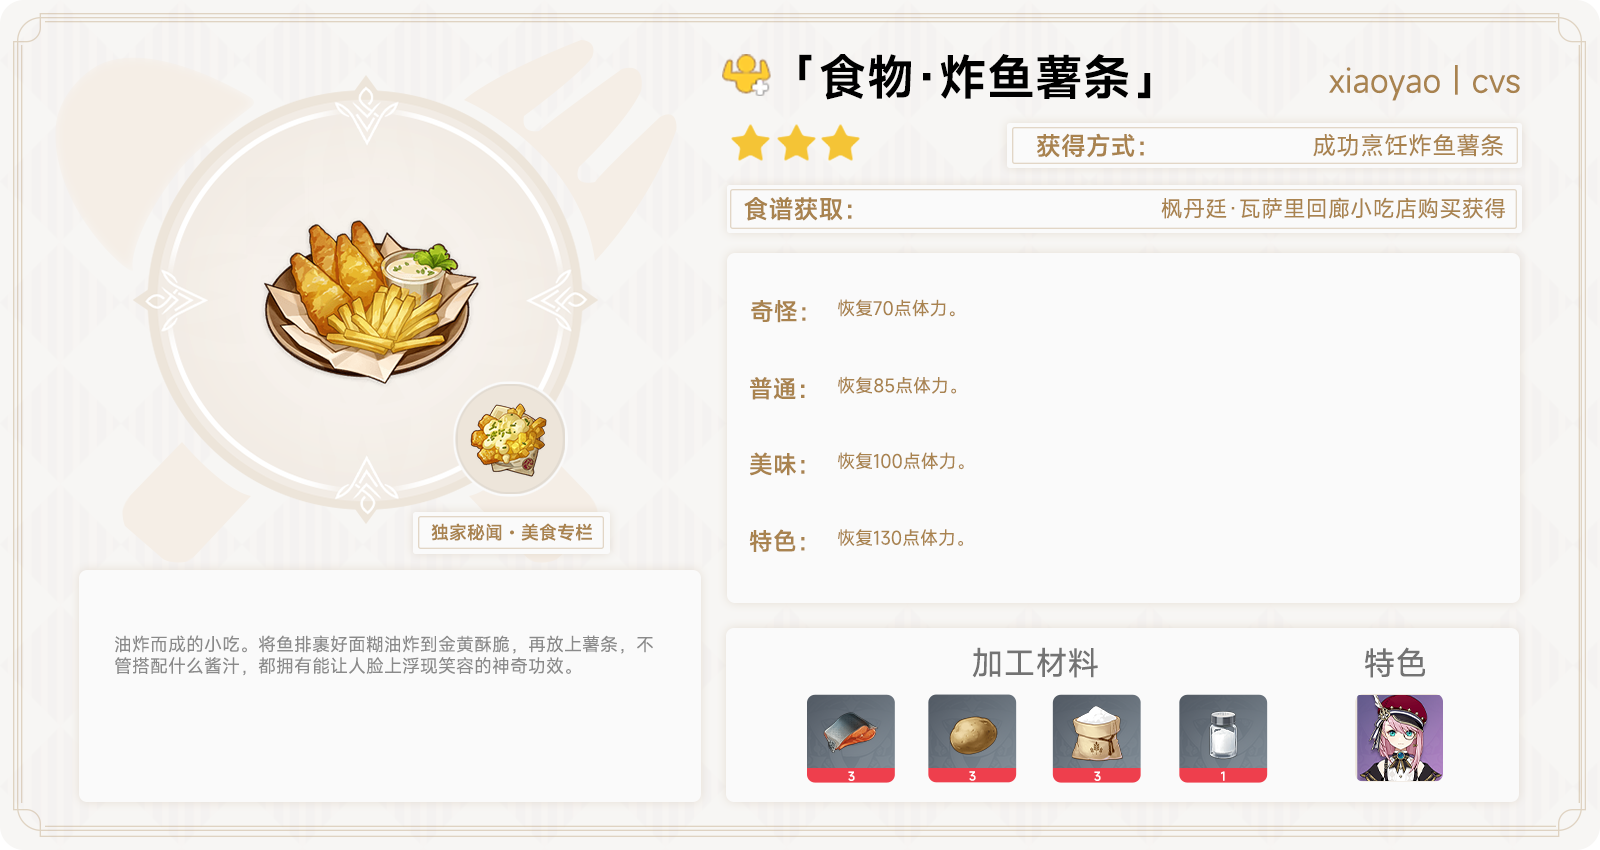 「食物·炸鱼薯条」
xiaoyao | cvs
获得方式：
成功烹饪炸鱼薯条
食谱获取：
枫丹廷·瓦萨里回廊小吃店购买获得
奇怪：
恢复70点体力。
普通：
恢复85点体力。
美味：
恢复100点体力。
特色：
恢复130点体力。
独家秘闻·美食专栏
油炸而成的小吃。将鱼排裹好面糊油炸到金黄酥脆，再放上薯条，不
管搭配什么酱汁，都拥有能让人脸上浮现笑容的神奇功效。
加工材料
特色
3
3
3
1